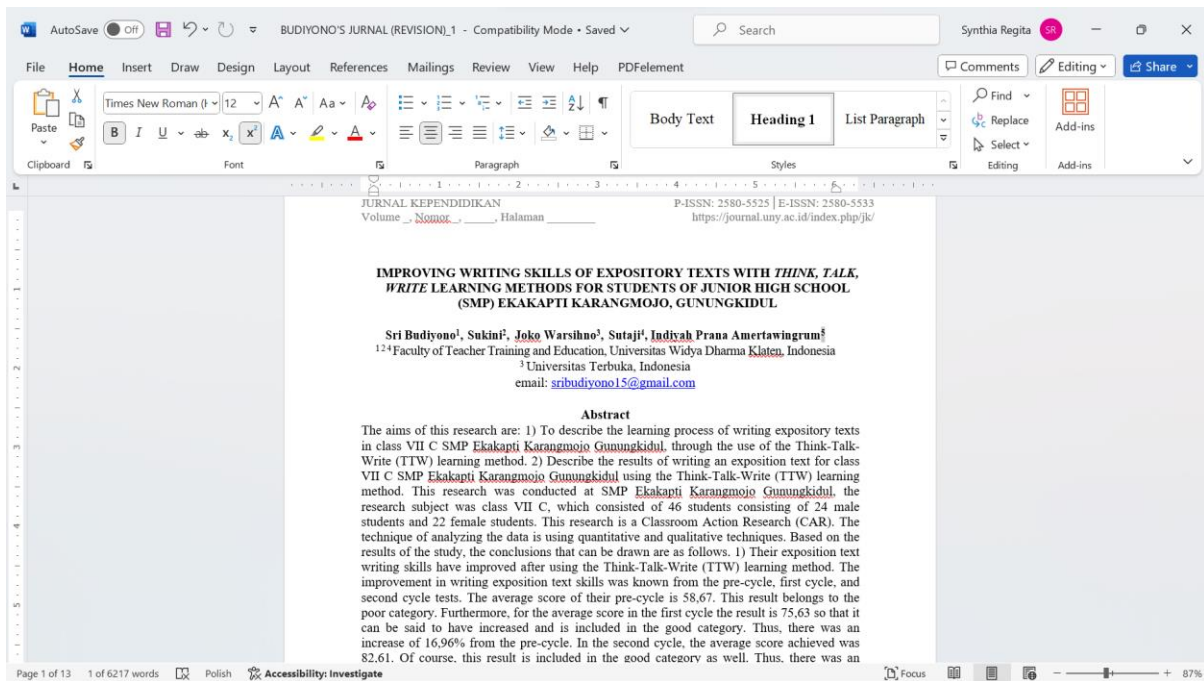 AutoSave Off BUDIYONO'S JURNAL (REVISION)_1 - Compatibility Mode • Saved Search Synthia Regita SR
File Home Insert Draw Design Layout References Mailings Review View Help PDFelement Comments Editing Share
Times New Roman (H 12 A^ A˅ Aa A
Paste B I U ab x₂ x² A A Body Text Heading 1 List Paragraph
Find
Replace
Select
Add-ins
Clipboard Font Paragraph Styles Editing Add-ins
1 2 3 4 5 6
JURNAL KEPENDIDIKAN P-ISSN: 2580-5525 | E-ISSN: 2580-5533
Volume _, Nomor _, _____, Halaman ________ https://journal.uny.ac.id/index.php/jk/
IMPROVING WRITING SKILLS OF EXPOSITORY TEXTS WITH THINK, TALK,
WRITE LEARNING METHODS FOR STUDENTS OF JUNIOR HIGH SCHOOL
(SMP) EKAKAPTI KARANGMOJO, GUNUNGKIDUL
Sri Budiyono¹, Sukini², Joko Warsihno³, Sutaji⁴, Indiyah Prana Amertawingrum⁵
¹²⁴Faculty of Teacher Training and Education, Universitas Widya Dharma Klaten, Indonesia
³ Universitas Terbuka, Indonesia
email: sribudiyono15@gmail.com
Abstract
The aims of this research are: 1) To describe the learning process of writing expository texts
in class VII C SMP Ekakapti Karangmojo Gunungkidul, through the use of the Think-Talk-
Write (TTW) learning method. 2) Describe the results of writing an exposition text for class
VII C SMP Ekakapti Karangmojo Gunungkidul using the Think-Talk-Write (TTW) learning
method. This research was conducted at SMP Ekakapti Karangmojo Gunungkidul, the
research subject was class VII C, which consisted of 46 students consisting of 24 male
students and 22 female students. This research is a Classroom Action Research (CAR). The
technique of analyzing the data is using quantitative and qualitative techniques. Based on the
results of the study, the conclusions that can be drawn are as follows. 1) Their exposition text
writing skills have improved after using the Think-Talk-Write (TTW) learning method. The
improvement in writing exposition text skills was known from the pre-cycle, first cycle, and
second cycle tests. The average score of their pre-cycle is 58,67. This result belongs to the
poor category. Furthermore, for the average score in the first cycle the result is 75,63 so that it
can be said to have increased and is included in the good category. Thus, there was an
increase of 16,96% from the pre-cycle. In the second cycle, the average score achieved was
82,61. Of course, this result is included in the good category as well. Thus, there was an
Page 1 of 13 1 of 6217 words Polish Accessibility: Investigate Focus 87%